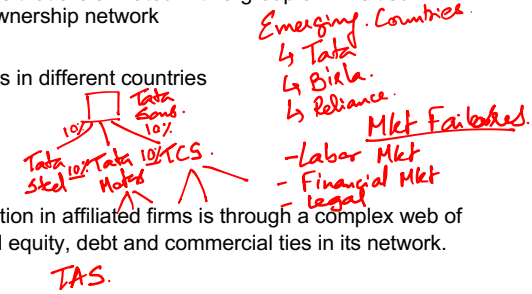 wnership network
Emerging Countries.
↳ Tata
↳ Birla.
↳ Reliance.
s in different countries
Tata
Sons.
10% 10%
Mkt Failures.
Tata 10% Tata 10% TCS.
Steel Motors
-Labor Mkt
- Financial Mkt
- Legal
tion in affiliated firms is through a complex web of
l equity, debt and commercial ties in its network.
TAS.